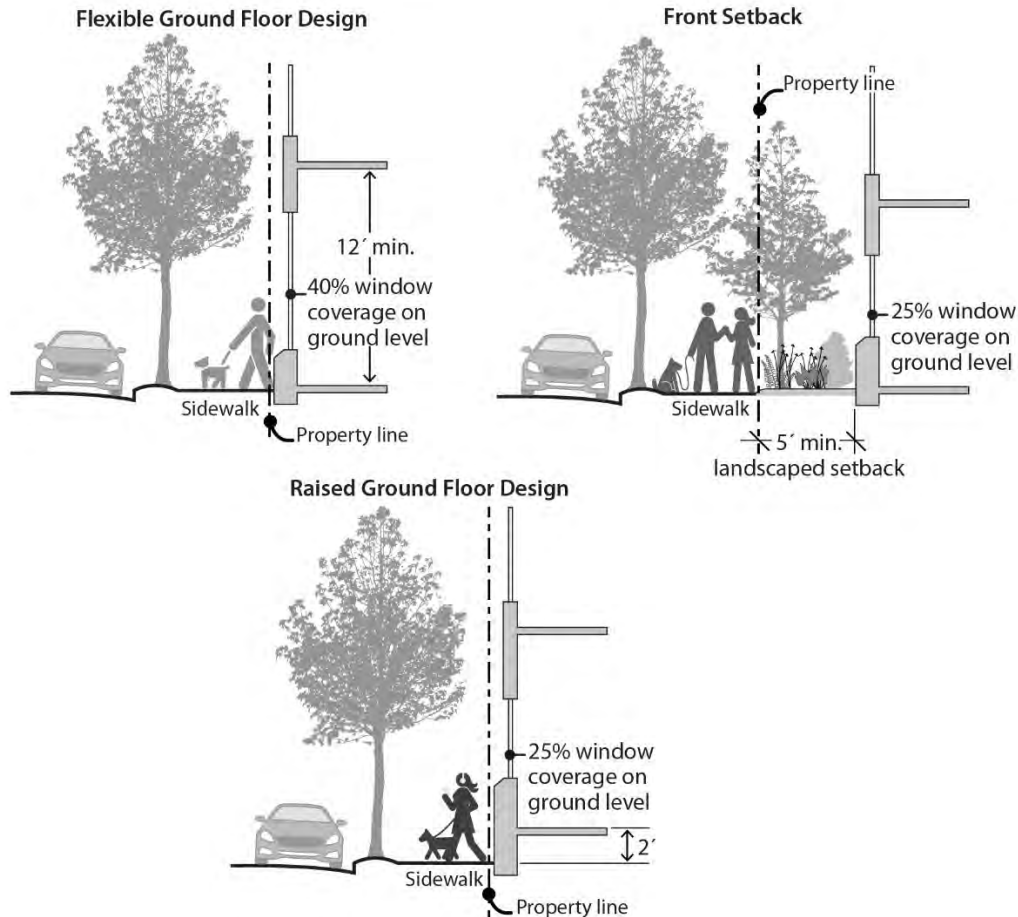 Flexible Ground Floor Design
12´ min.
40% window
coverage on
ground level
Sidewalk
Property line
Front Setback
Property line
25% window
coverage on
ground level
Sidewalk
5´ min.
landscaped setback
Raised Ground Floor Design
25% window
coverage on
ground level
2´
Sidewalk
Property line